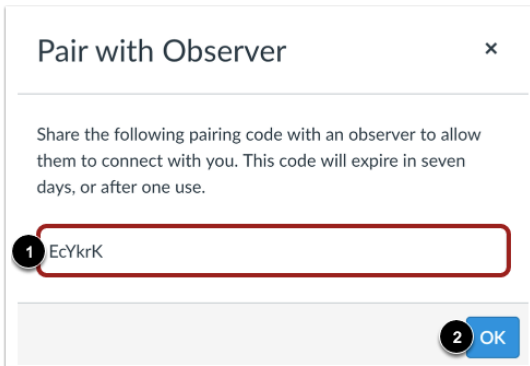 Pair with Observer ×
Share the following pairing code with an observer to allow
them to connect with you. This code will expire in seven
days, or after one use.
1 EcYkrK
2 OK